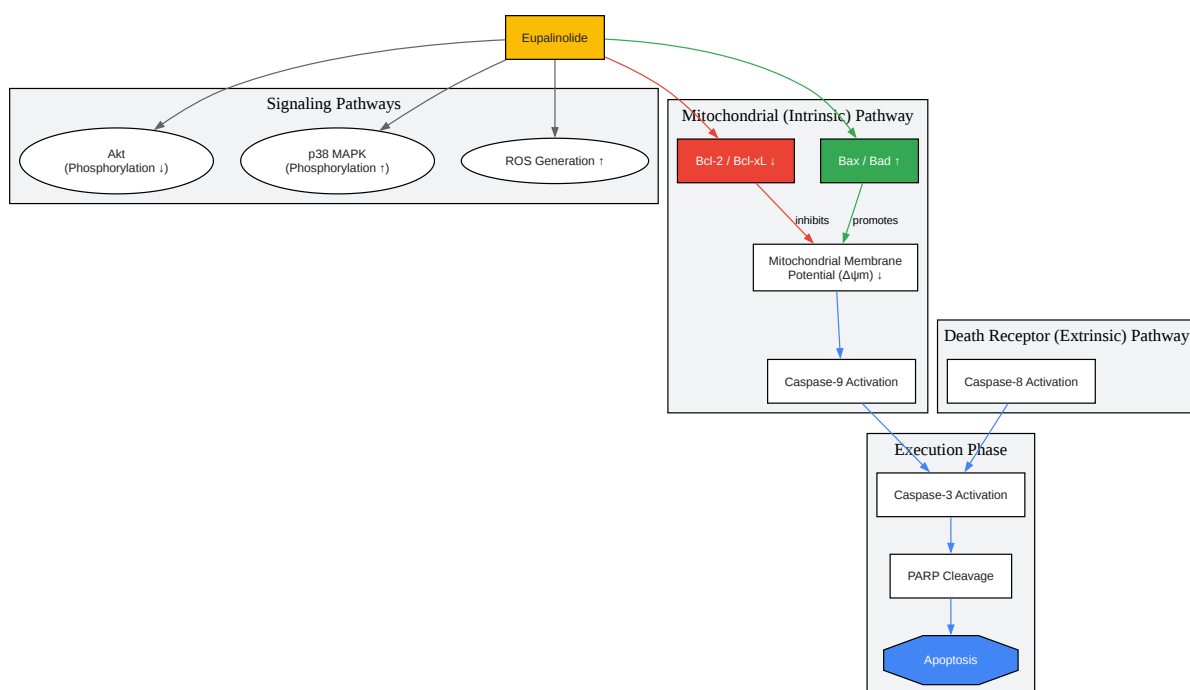 Eupalinolide
Signaling Pathways
Akt
(Phosphorylation ↓)
p38 MAPK
(Phosphorylation ↑)
ROS Generation ↑
Mitochondrial (Intrinsic) Pathway
Bcl-2 / Bcl-xL ↓
Bax / Bad ↑
inhibits
promotes
Mitochondrial Membrane
Potential (Δψm) ↓
Caspase-9 Activation
Death Receptor (Extrinsic) Pathway
Caspase-8 Activation
Execution Phase
Caspase-3 Activation
PARP Cleavage
Apoptosis